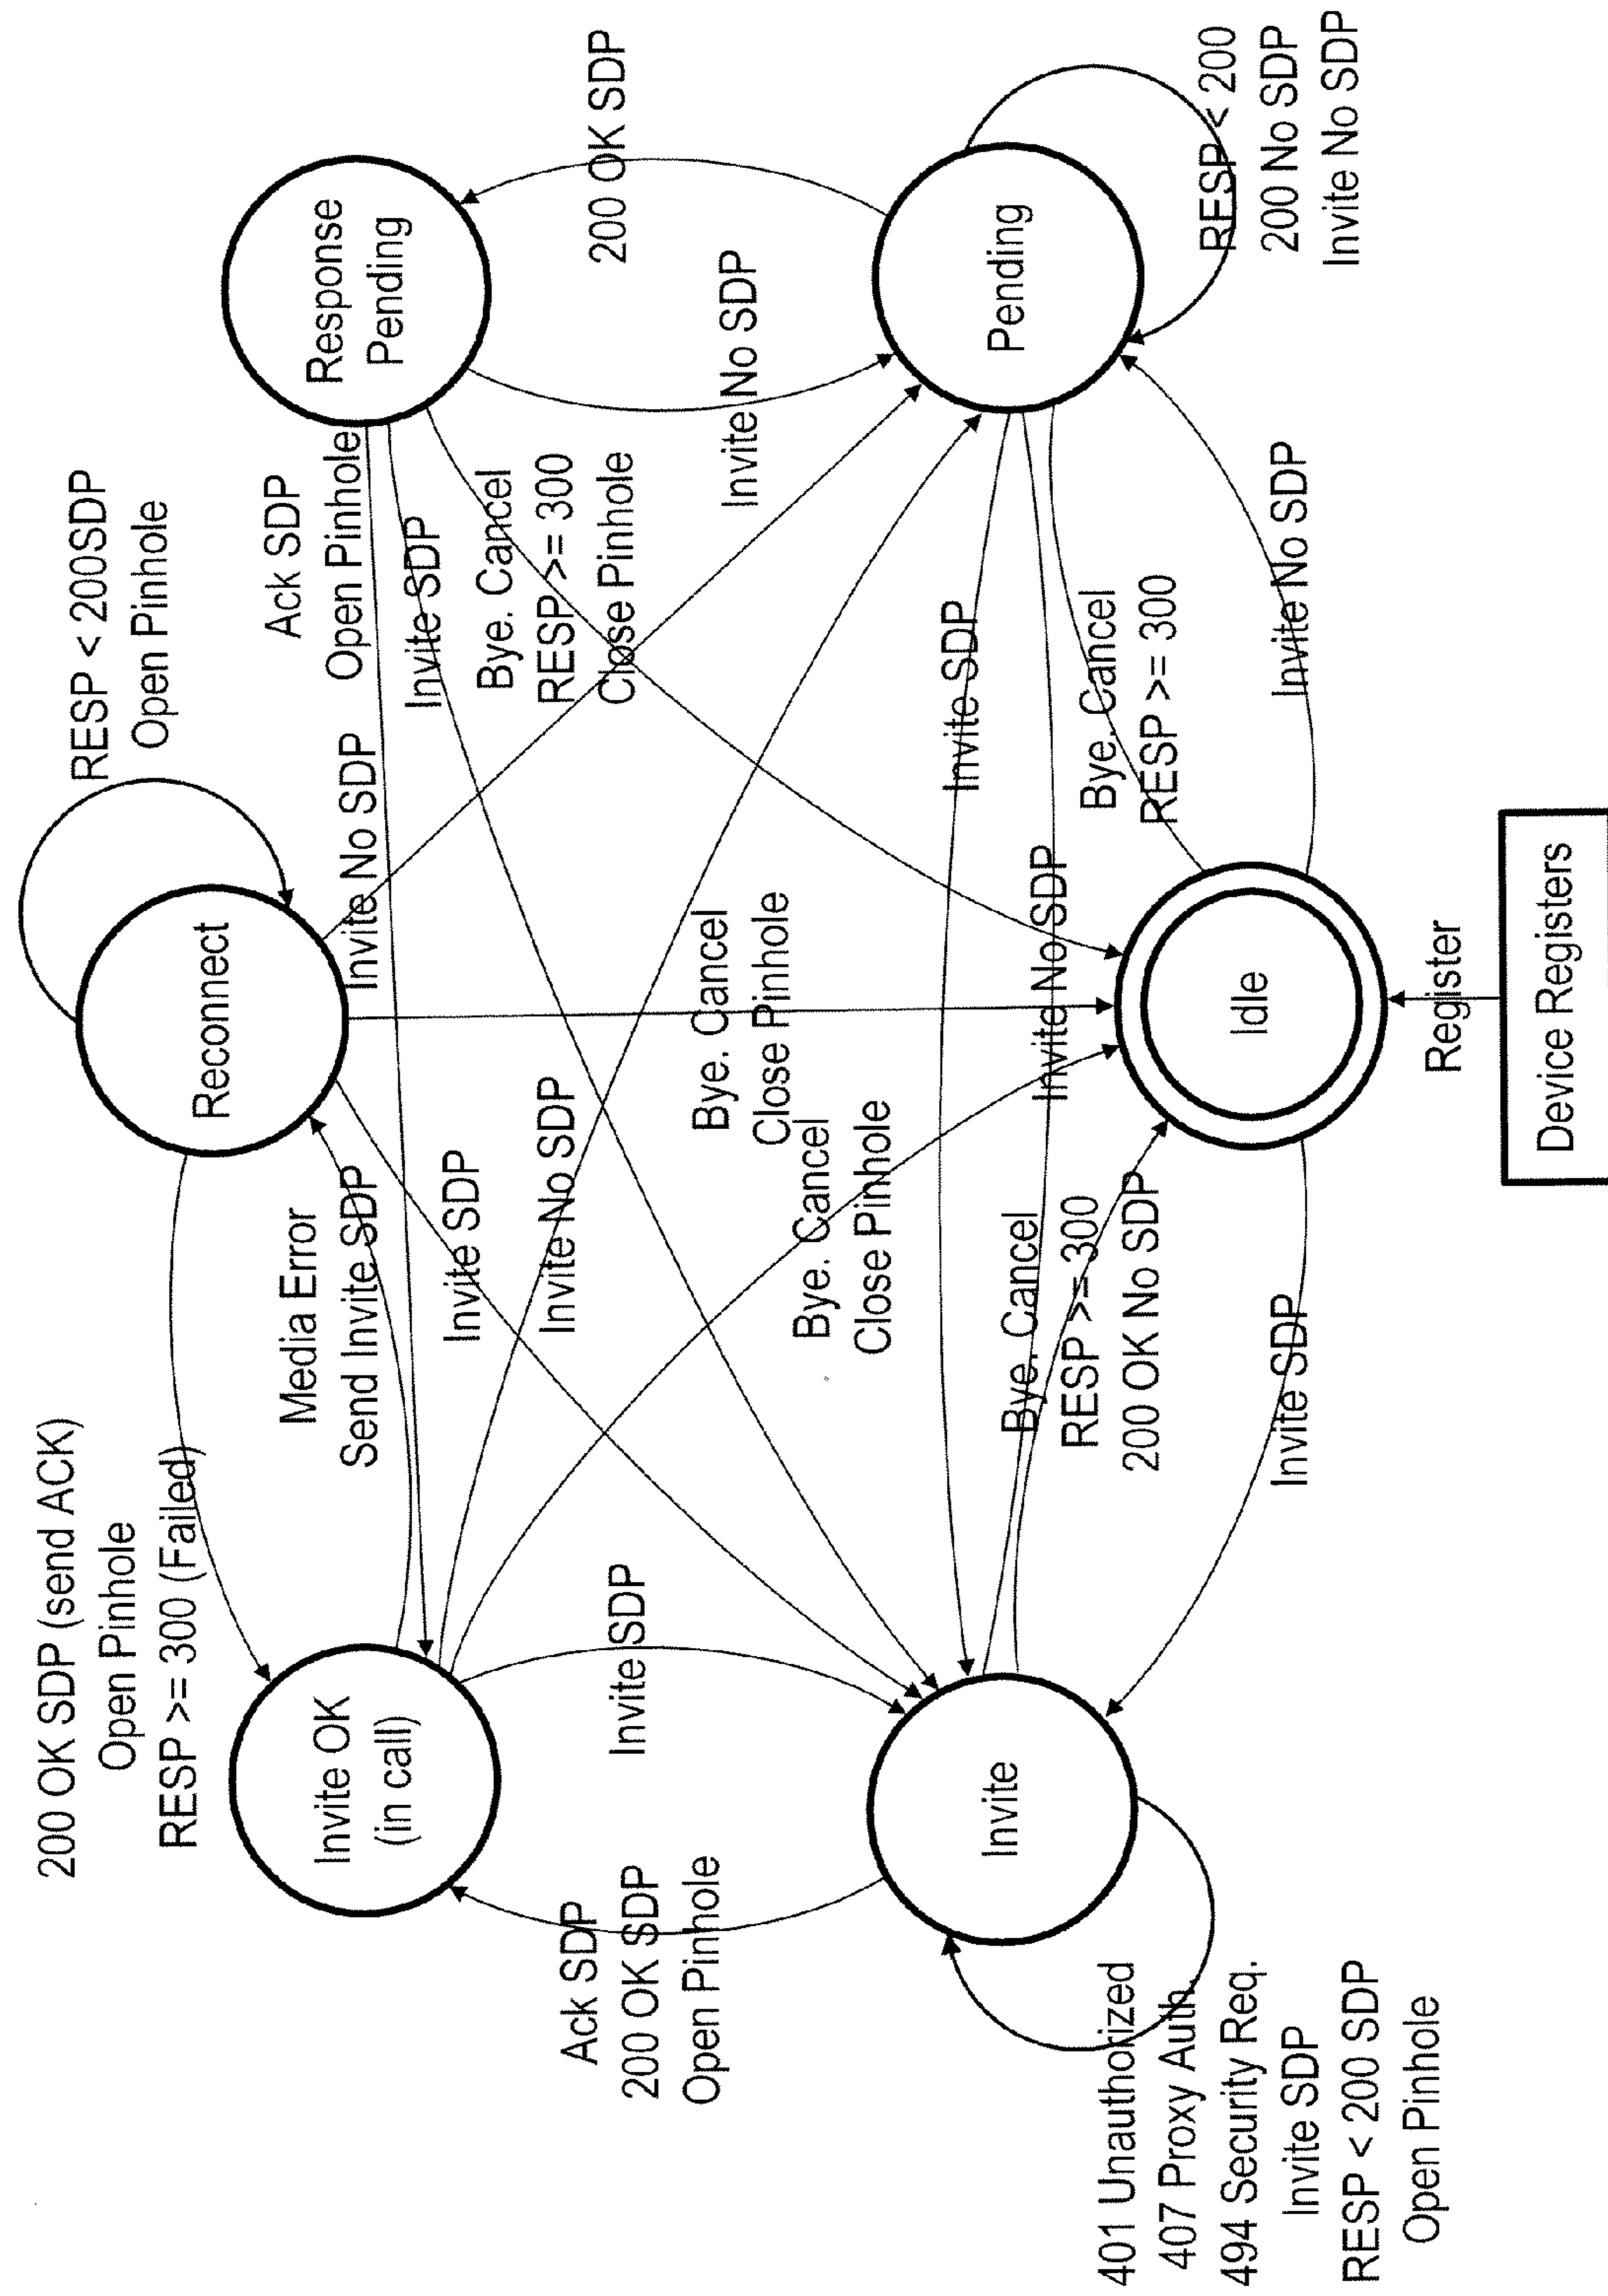 200 OK SDP (send ACK)
Open Pinhole
RESP >= 300 (Failed)
RESP < 200SDP
Open Pinhole
Reconnect
Invite OK
(in call)
Media Error
Send Invite SDP
Invite No SDP
Ack SDP
Open Pinhole
Invite SDP
Response
Pending
Invite SDP
Invite No SDP
Bye. Cancel
RESP >= 300
Close Pinhole
200 OK SDP
Ack SDP
200 OK SDP
Open Pinhole
Invite SDP
Bye. Cancel
Close Pinhole
Bye. Cancel
Close Pinhole
Invite No SDP
Invite SDP
Invite
Bye. Cancel
RESP >= 300
200 OK No SDP
Invite No SDP
Bye. Cancel
RESP >= 300
Pending
401 Unauthorized
407 Proxy Auth.
494 Security Req.
Invite SDP
RESP < 200 SDP
Open Pinhole
Invite SDP
Idle
Invite No SDP
RESP < 200
200 No SDP
Invite No SDP
Register
Device Registers